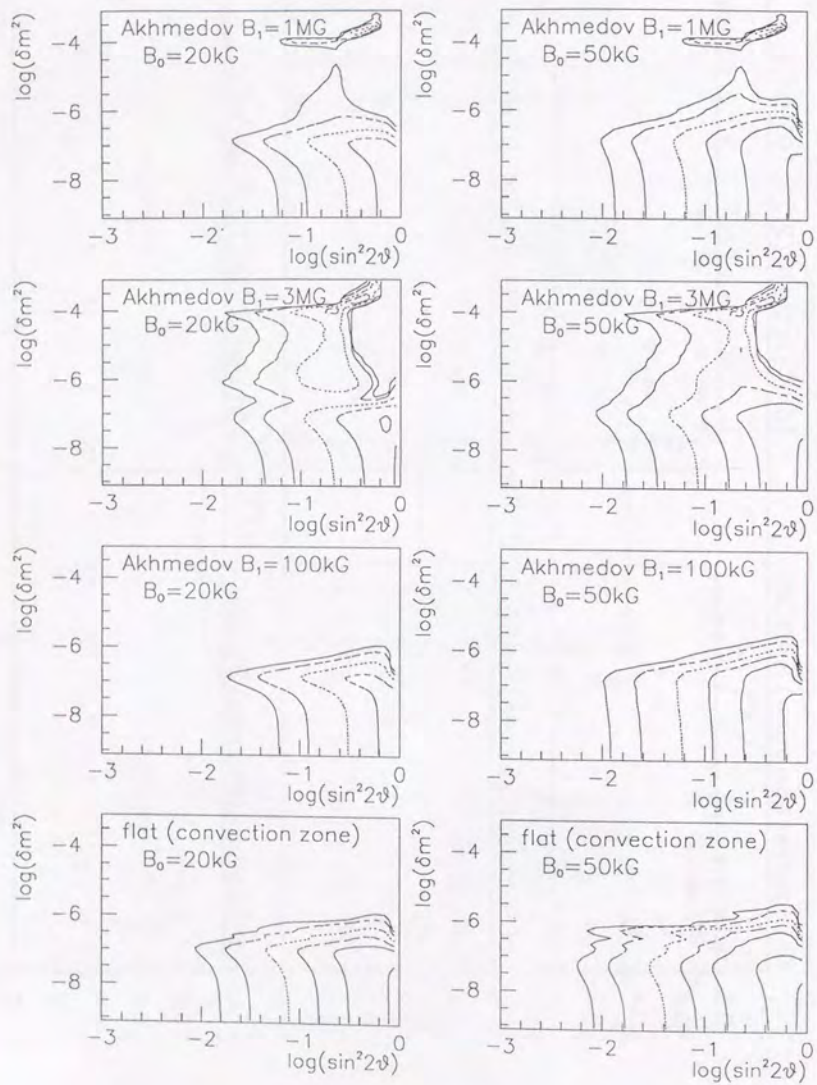 Akhmedov B₁=1MG
B₀=20kG
log(δm²)
−4
−6
−8
−3
−2
−1
0
log(sin²2ϑ)
Akhmedov B₁=1MG
B₀=50kG
log(δm²)
−4
−6
−8
−3
−2
−1
0
log(sin²2ϑ)
Akhmedov B₁=3MG
B₀=20kG
log(δm²)
−4
−6
−8
−3
−2
−1
0
log(sin²2ϑ)
Akhmedov B₁=3MG
B₀=50kG
log(δm²)
−4
−6
−8
−3
−2
−1
0
log(sin²2ϑ)
Akhmedov B₁=100kG
B₀=20kG
log(δm²)
−4
−6
−8
−3
−2
−1
0
log(sin²2ϑ)
Akhmedov B₁=100kG
B₀=50kG
log(δm²)
−4
−6
−8
−3
−2
−1
0
log(sin²2ϑ)
flat (convection zone)
B₀=20kG
log(δm²)
−4
−6
−8
−3
−2
−1
0
log(sin²2ϑ)
flat (convection zone)
B₀=50kG
log(δm²)
−4
−6
−8
−3
−2
−1
0
log(sin²2ϑ)